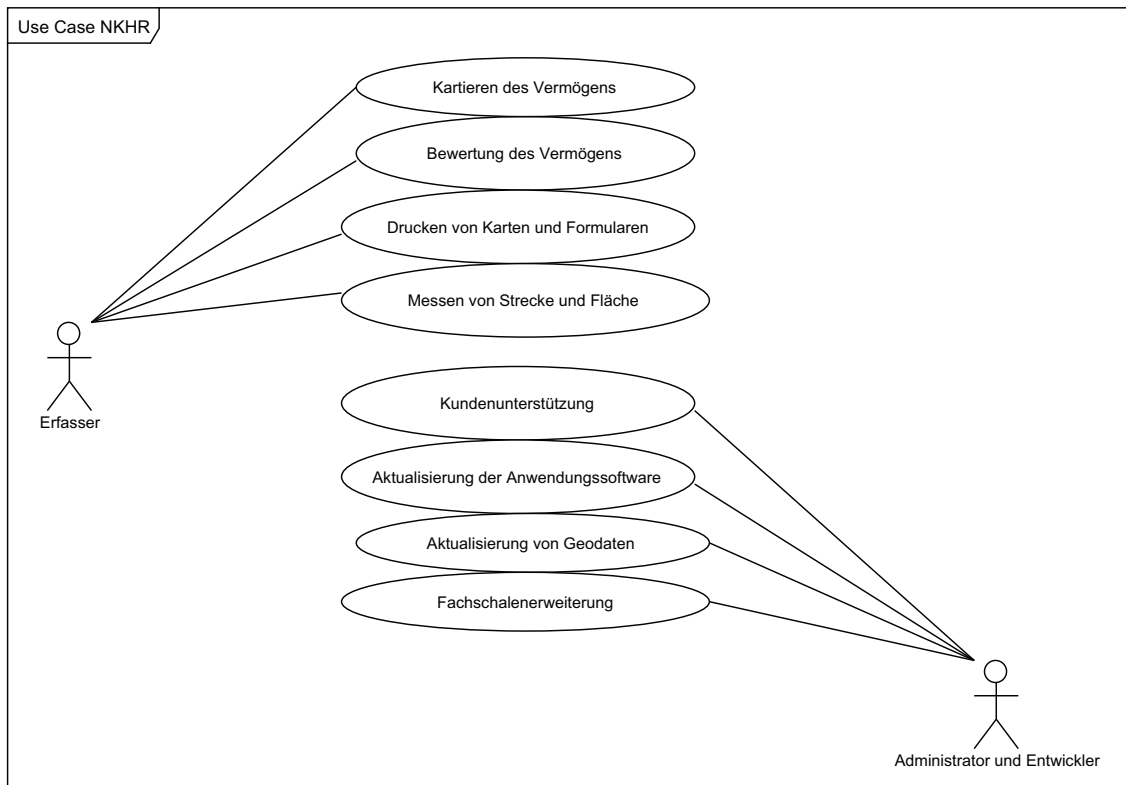 Use Case NKHR
Kartieren des Vermögens
Bewertung des Vermögens
Drucken von Karten und Formularen
Messen von Strecke und Fläche
Erfasser
Kundenunterstützung
Aktualisierung der Anwendungssoftware
Aktualisierung von Geodaten
Fachschalenerweiterung
Administrator und Entwickler